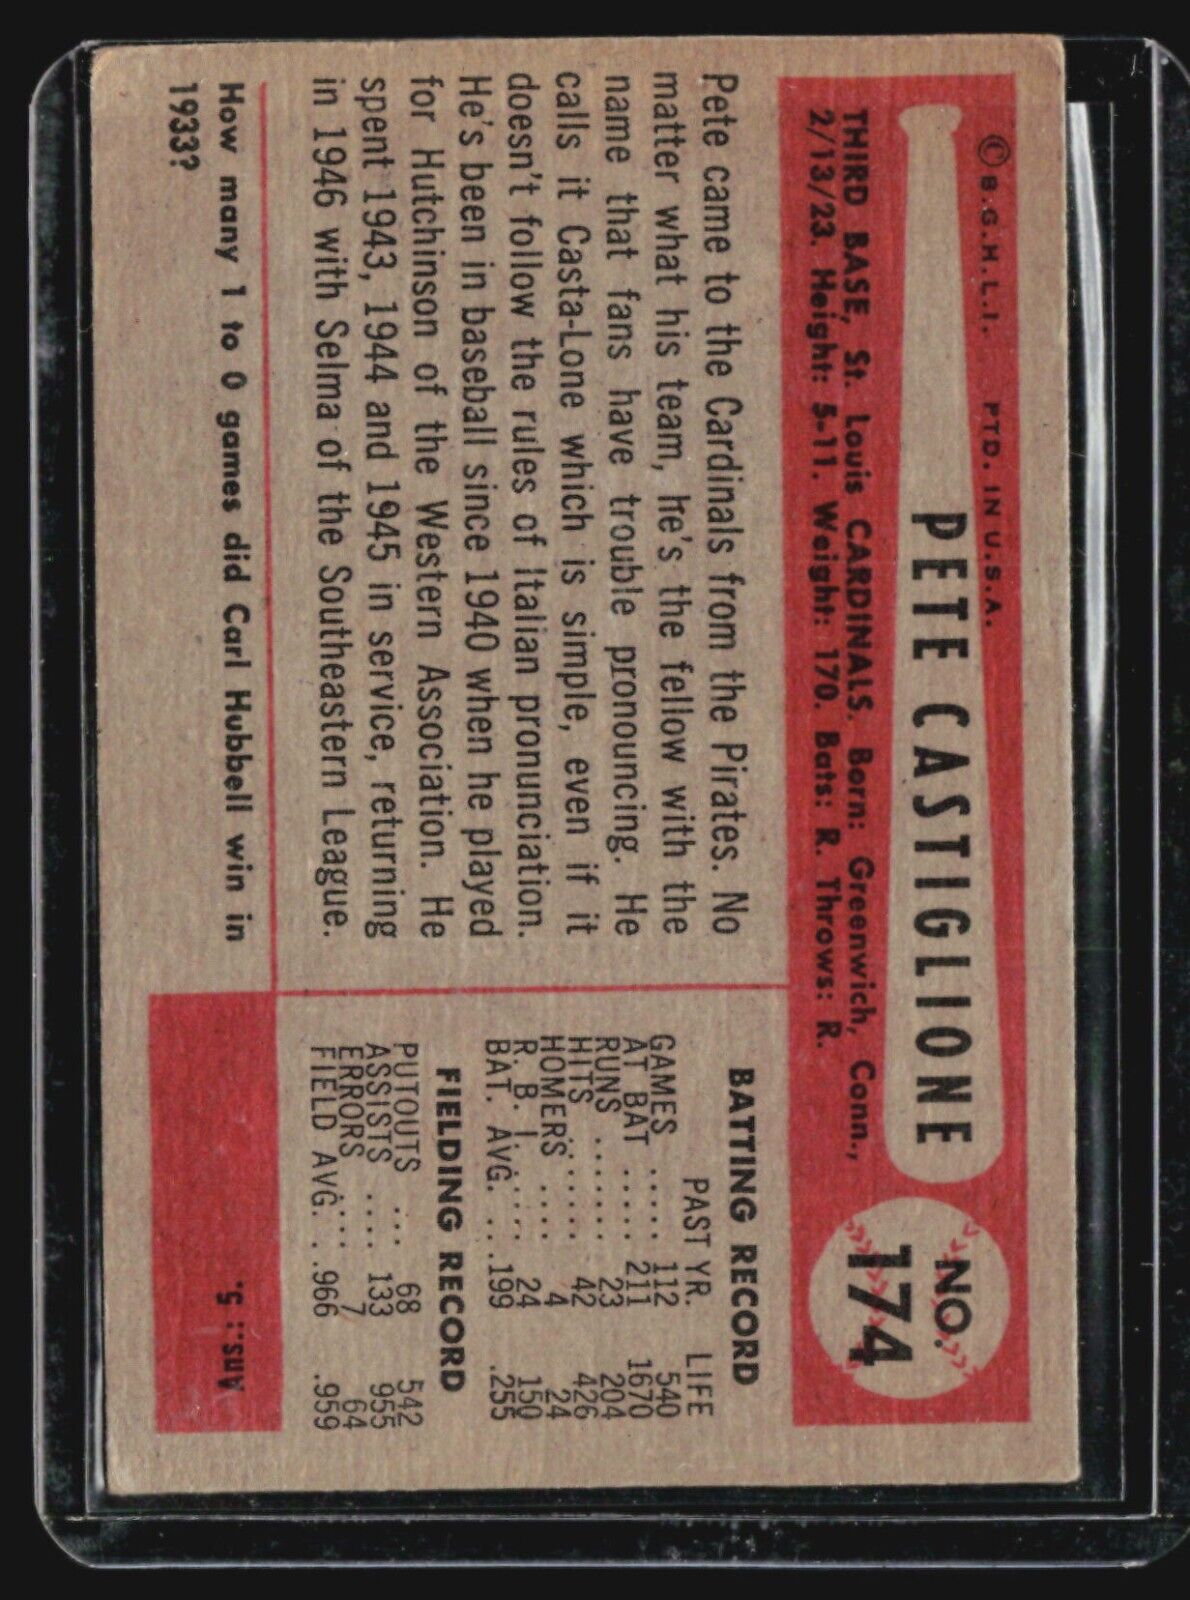 © B.G.H.L.I. PTD. IN U.S.A.
PETE CASTIGLIONE
NO.
174
THIRD BASE, St. Louis CARDINALS. Born: Greenwich, Conn.,
2/13/23. Height: 5-11. Weight: 170. Bats: R. Throws: R.
Pete came to the Cardinals from the Pirates. No
matter what his team, he's the fellow with the
name that fans have trouble pronouncing. He
calls it Casta-Lone which is simple, even if it
doesn't follow the rules of Italian pronunciation.
He's been in baseball since 1940 when he played
for Hutchinson of the Western Association. He
spent 1943, 1944 and 1945 in service, returning
in 1946 with Selma of the Southeastern League.
BATTING RECORD
PAST YR. LIFE
GAMES ..... 112 540
AT BAT ..... 211 1670
RUNS ...... 23 204
HITS ...... 42 426
HOMERS .... 4 24
R. B. I. .... 24 150
BAT. AVG. ... .199 .255
FIELDING RECORD
PUTOUTS ... 68 542
ASSISTS .... 133 955
ERRORS .... 7 64
FIELD AVG. . .966 .959
How many 1 to 0 games did Carl Hubbell win in
1933?
Ans.: 5.